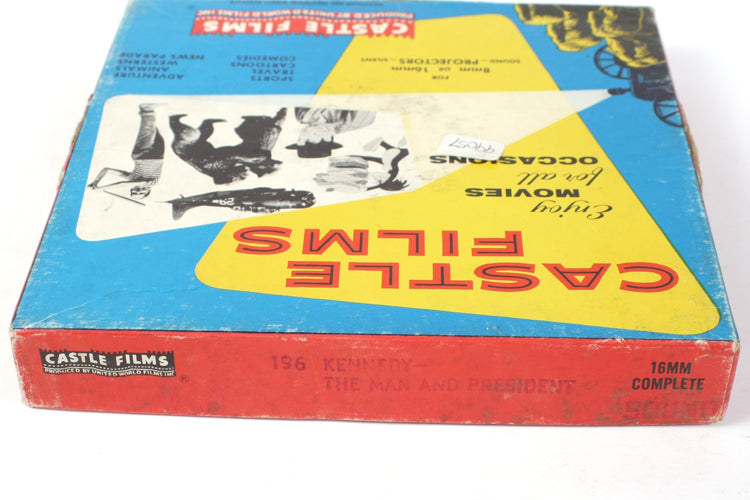 CASTLE FILMS
PRODUCED BY UNITED WORLD FILMS INC
FOR
8mm OR 16mm
SOUND — PROJECTORS — SILENT
SPORTS
TRAVEL
CARTOONS
COMEDIES
ADVENTURE
ANIMALS
WESTERNS
NEWS PARADE
99057
Enjoy
MOVIES
for all
OCCASIONS
CASTLE
FILMS
CASTLE FILMS
PRODUCED BY UNITED WORLD FILMS INC.
®
196 KENNEDY—
THE MAN AND PRESIDENT
16MM
COMPLETE
SOUND